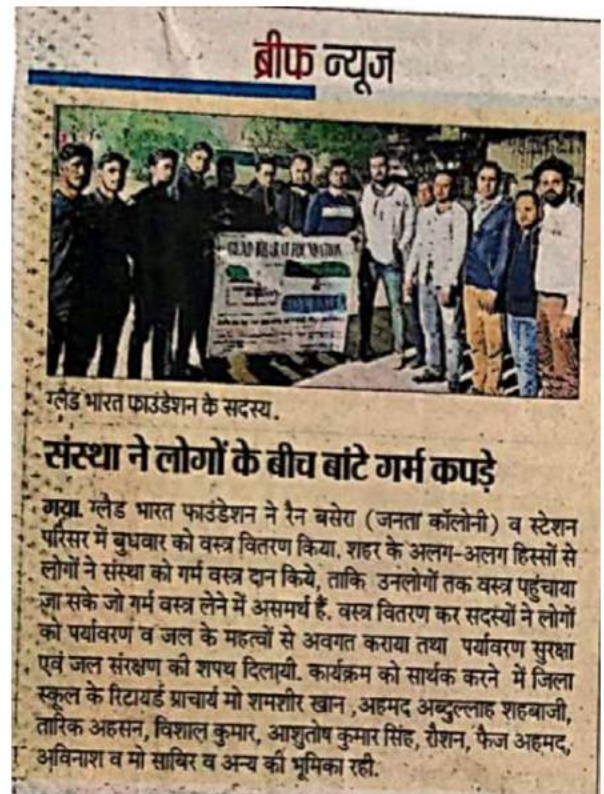 ब्रीफ न्यूज
GLAD BHARAT FOUNDATION
ग्लैड भारत फाउंडेशन के सदस्य.
संस्था ने लोगों के बीच बांटे गर्म कपड़े
गया. ग्लैड भारत फाउंडेशन ने रैन बसेरा (जनता कॉलोनी) व स्टेशन
परिसर में बुधवार को वस्त्र वितरण किया. शहर के अलग-अलग हिस्सों से
लोगों ने संस्था को गर्म वस्त्र दान किये, ताकि उनलोगों तक वस्त्र पहुंचाया
जा सके जो गर्म वस्त्र लेने में असमर्थ हैं. वस्त्र वितरण कर सदस्यों ने लोगों
को पर्यावरण व जल के महत्वों से अवगत कराया तथा पर्यावरण सुरक्षा
एवं जल संरक्षण की शपथ दिलायी. कार्यक्रम को सार्थक करने में जिला
स्कूल के रिटायर्ड प्राचार्य मो शमशीर खान ,अहमद अब्दुल्लाह शहबाजी,
तारिक अहसन, विशाल कुमार, आशुतोष कुमार सिंह, रौशन, फैज अहमद,
अविनाश व मो साबिर व अन्य की भूमिका रही.